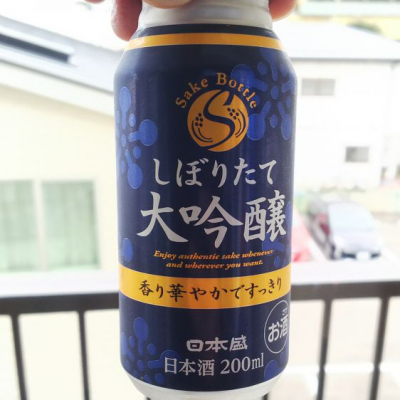 Sake Bottle
しぼりたて
大吟醸
Enjoy authentic sake whenever
and wherever you want.
香り華やかですっきり
お酒
日本盛
日本酒 200ml